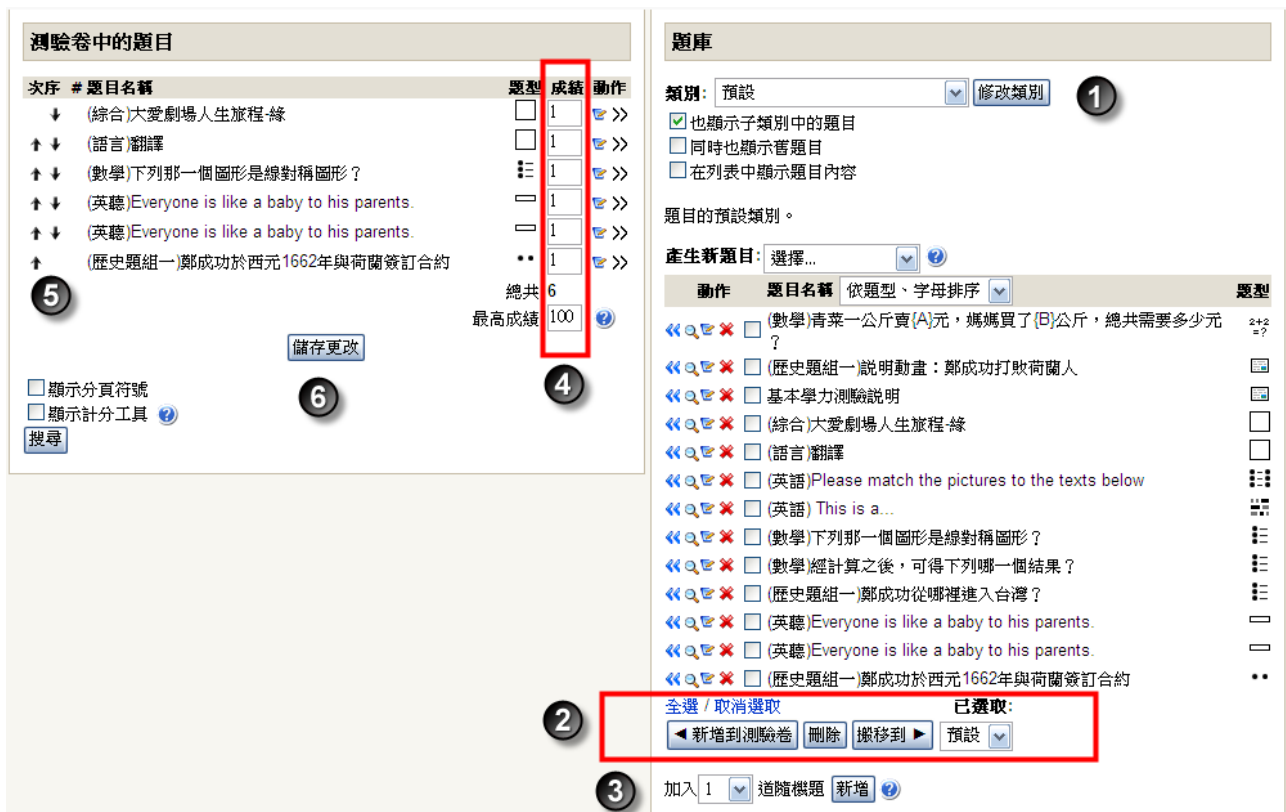 測驗卷中的題目
次序 # 題目名稱 題型 成績 動作
(綜合)大愛劇場人生旅程-緣 1
(語言)翻譯 1
(數學)下列那一個圖形是線對稱圖形？ 1
(英聽)Everyone is like a baby to his parents. 1
(英聽)Everyone is like a baby to his parents. 1
(歷史題組一)鄭成功於西元1662年與荷蘭簽訂合約 1
5
總共 6
最高成績 100
儲存更改
4
6
顯示分頁符號
顯示計分工具
搜尋
題庫
類別: 預設 修改類別
1
也顯示子類別中的題目
同時也顯示舊題目
在列表中顯示題目內容
題目的預設類別。
產生新題目: 選擇...
動作 題目名稱 依題型、字母排序 題型
(數學)青菜一公斤賣{A}元，媽媽買了{B}公斤，總共需要多少元 2+2
？ =?
(歷史題組一)說明動畫：鄭成功打敗荷蘭人
基本學力測驗說明
(綜合)大愛劇場人生旅程-緣
(語言)翻譯
(英語)Please match the pictures to the texts below
(英語) This is a...
(數學)下列那一個圖形是線對稱圖形？
(數學)經計算之後，可得下列哪一個結果？
(歷史題組一)鄭成功從哪裡進入台灣？
(英聽)Everyone is like a baby to his parents.
(英聽)Everyone is like a baby to his parents.
(歷史題組一)鄭成功於西元1662年與荷蘭簽訂合約
全選 / 取消選取 已選取:
2
◄ 新增到測驗卷 刪除 搬移到 ► 預設
3
加入 1 道隨機題 新增